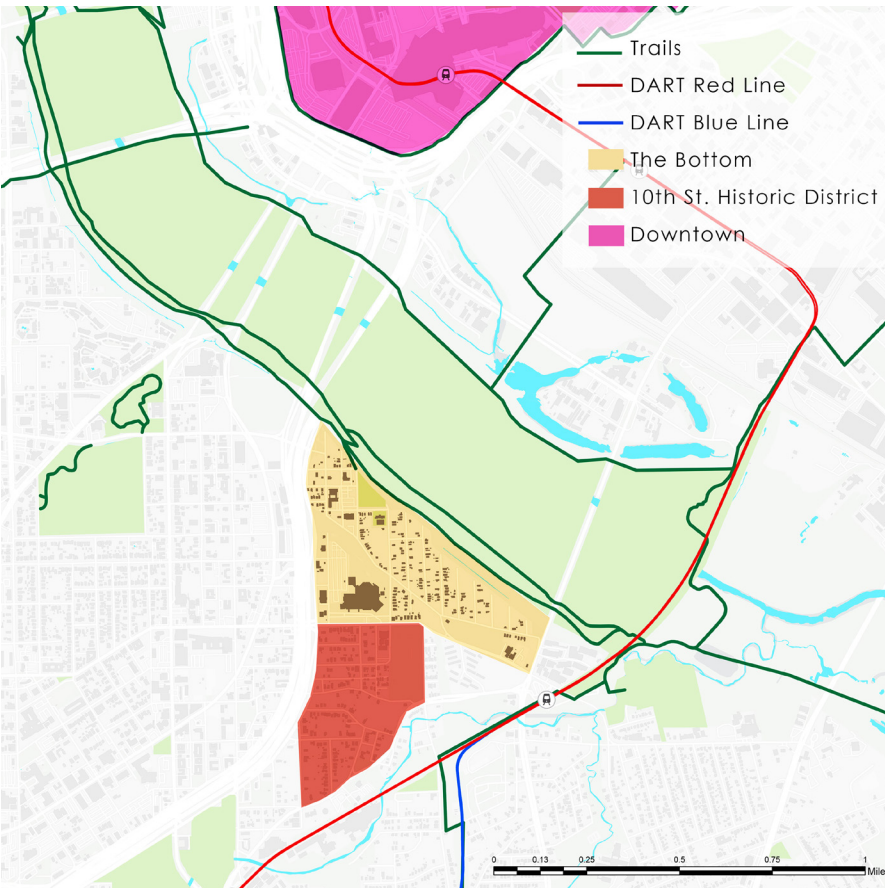 Trails
DART Red Line
DART Blue Line
The Bottom
10th St. Historic District
Downtown
0 0.13 0.25 0.5 0.75 1
Mile